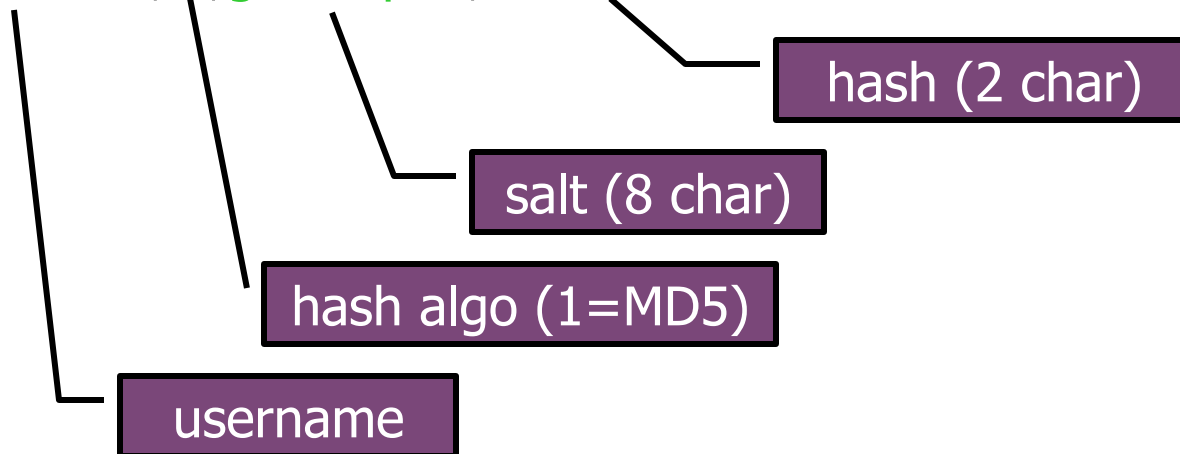 hash (2 char)
salt (8 char)
hash algo (1=MD5)
username